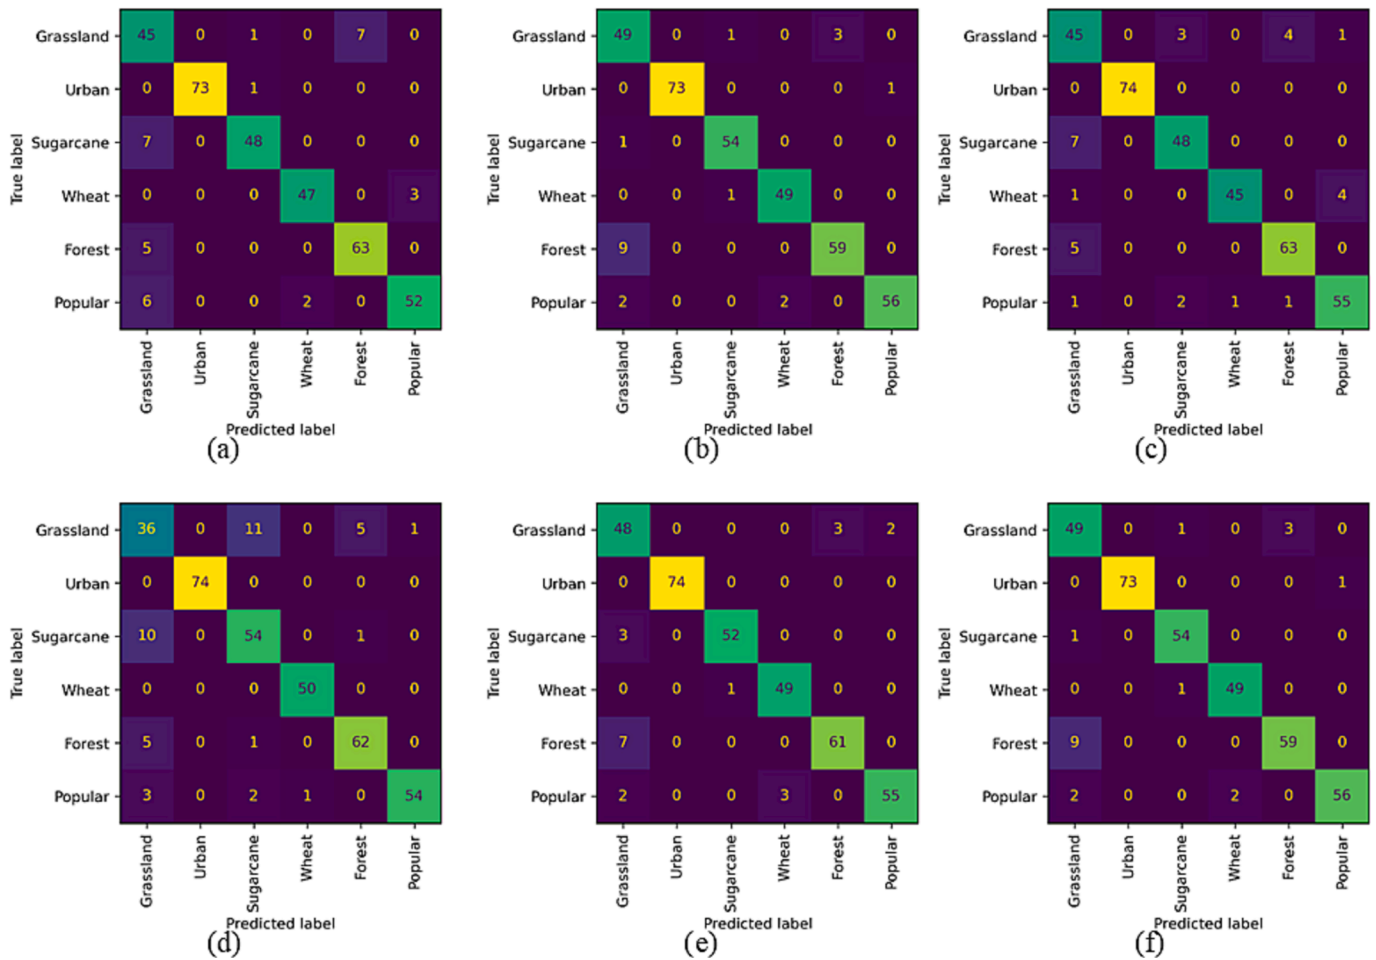 Grassland 45 0 1 0 7 0
Urban 0 73 1 0 0 0
Sugarcane 7 0 48 0 0 0
Wheat 0 0 0 47 0 3
Forest 5 0 0 0 63 0
Popular 6 0 0 2 0 52
True label
Grassland Urban Sugarcane Wheat Forest Popular
Predicted label
(a)
Grassland 49 0 1 0 3 0
Urban 0 73 0 0 0 1
Sugarcane 1 0 54 0 0 0
Wheat 0 0 1 49 0 0
Forest 9 0 0 0 59 0
Popular 2 0 0 2 0 56
True label
Grassland Urban Sugarcane Wheat Forest Popular
Predicted label
(b)
Grassland 45 0 3 0 4 1
Urban 0 74 0 0 0 0
Sugarcane 7 0 48 0 0 0
Wheat 1 0 0 45 0 4
Forest 5 0 0 0 63 0
Popular 1 0 2 1 1 55
True label
Grassland Urban Sugarcane Wheat Forest Popular
Predicted label
(c)
Grassland 36 0 11 0 5 1
Urban 0 74 0 0 0 0
Sugarcane 10 0 54 0 1 0
Wheat 0 0 0 50 0 0
Forest 5 0 1 0 62 0
Popular 3 0 2 1 0 54
True label
Grassland Urban Sugarcane Wheat Forest Popular
Predicted label
(d)
Grassland 48 0 0 0 3 2
Urban 0 74 0 0 0 0
Sugarcane 3 0 52 0 0 0
Wheat 0 0 1 49 0 0
Forest 7 0 0 0 61 0
Popular 2 0 0 3 0 55
True label
Grassland Urban Sugarcane Wheat Forest Popular
Predicted label
(e)
Grassland 49 0 1 0 3 0
Urban 0 73 0 0 0 1
Sugarcane 1 0 54 0 0 0
Wheat 0 0 1 49 0 0
Forest 9 0 0 0 59 0
Popular 2 0 0 2 0 56
True label
Grassland Urban Sugarcane Wheat Forest Popular
Predicted label
(f)